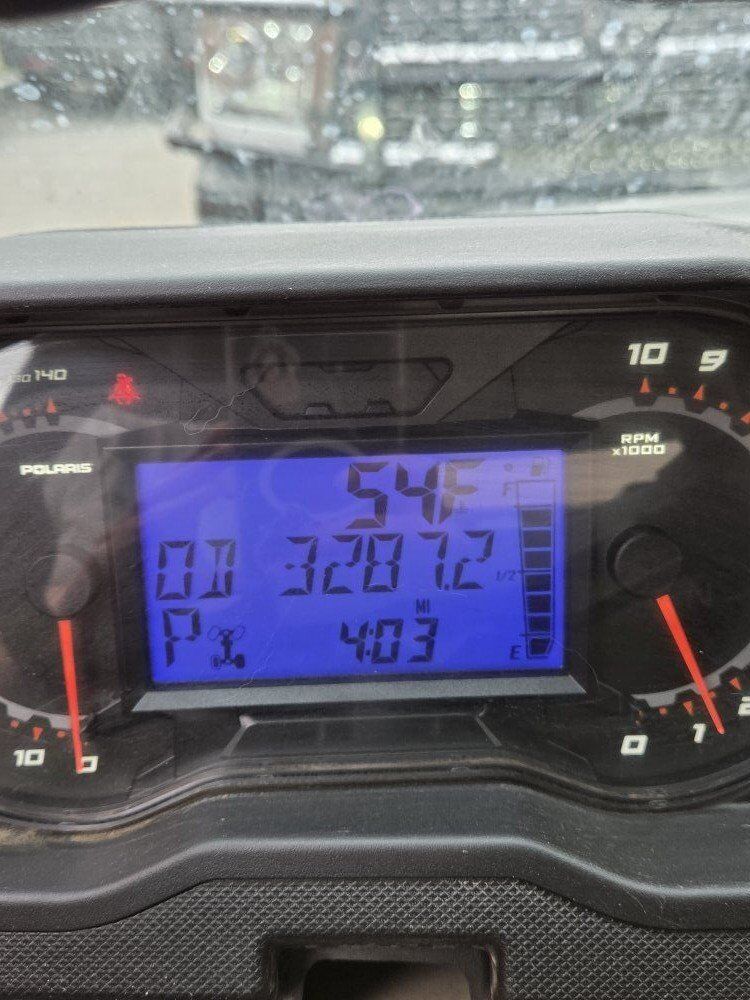 140
POLARIS
10 0
54F
F
OD 3287.2
1/2
MI
P 4:03
E
10 9
RPM
x1000
0 1 2